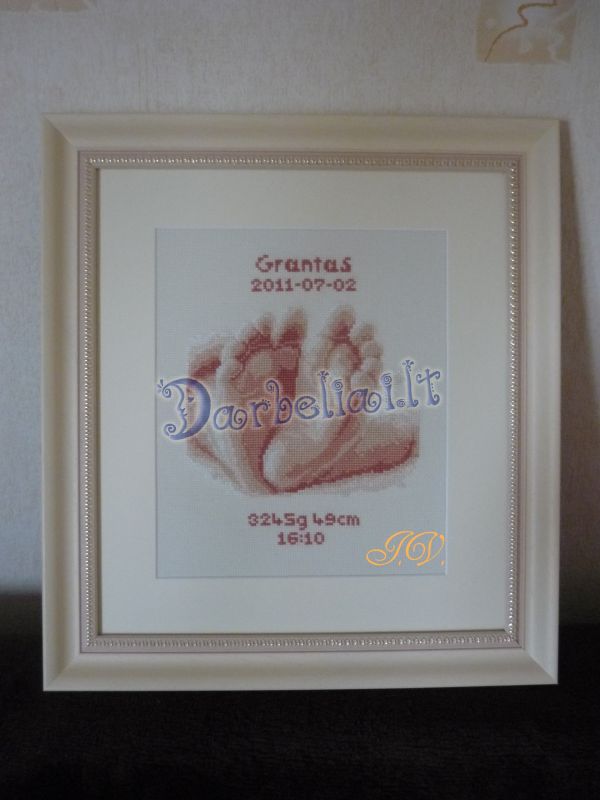 Grantas
2011-07-02
Darbeliai.lt
3245g 49cm
16:10
J.V.